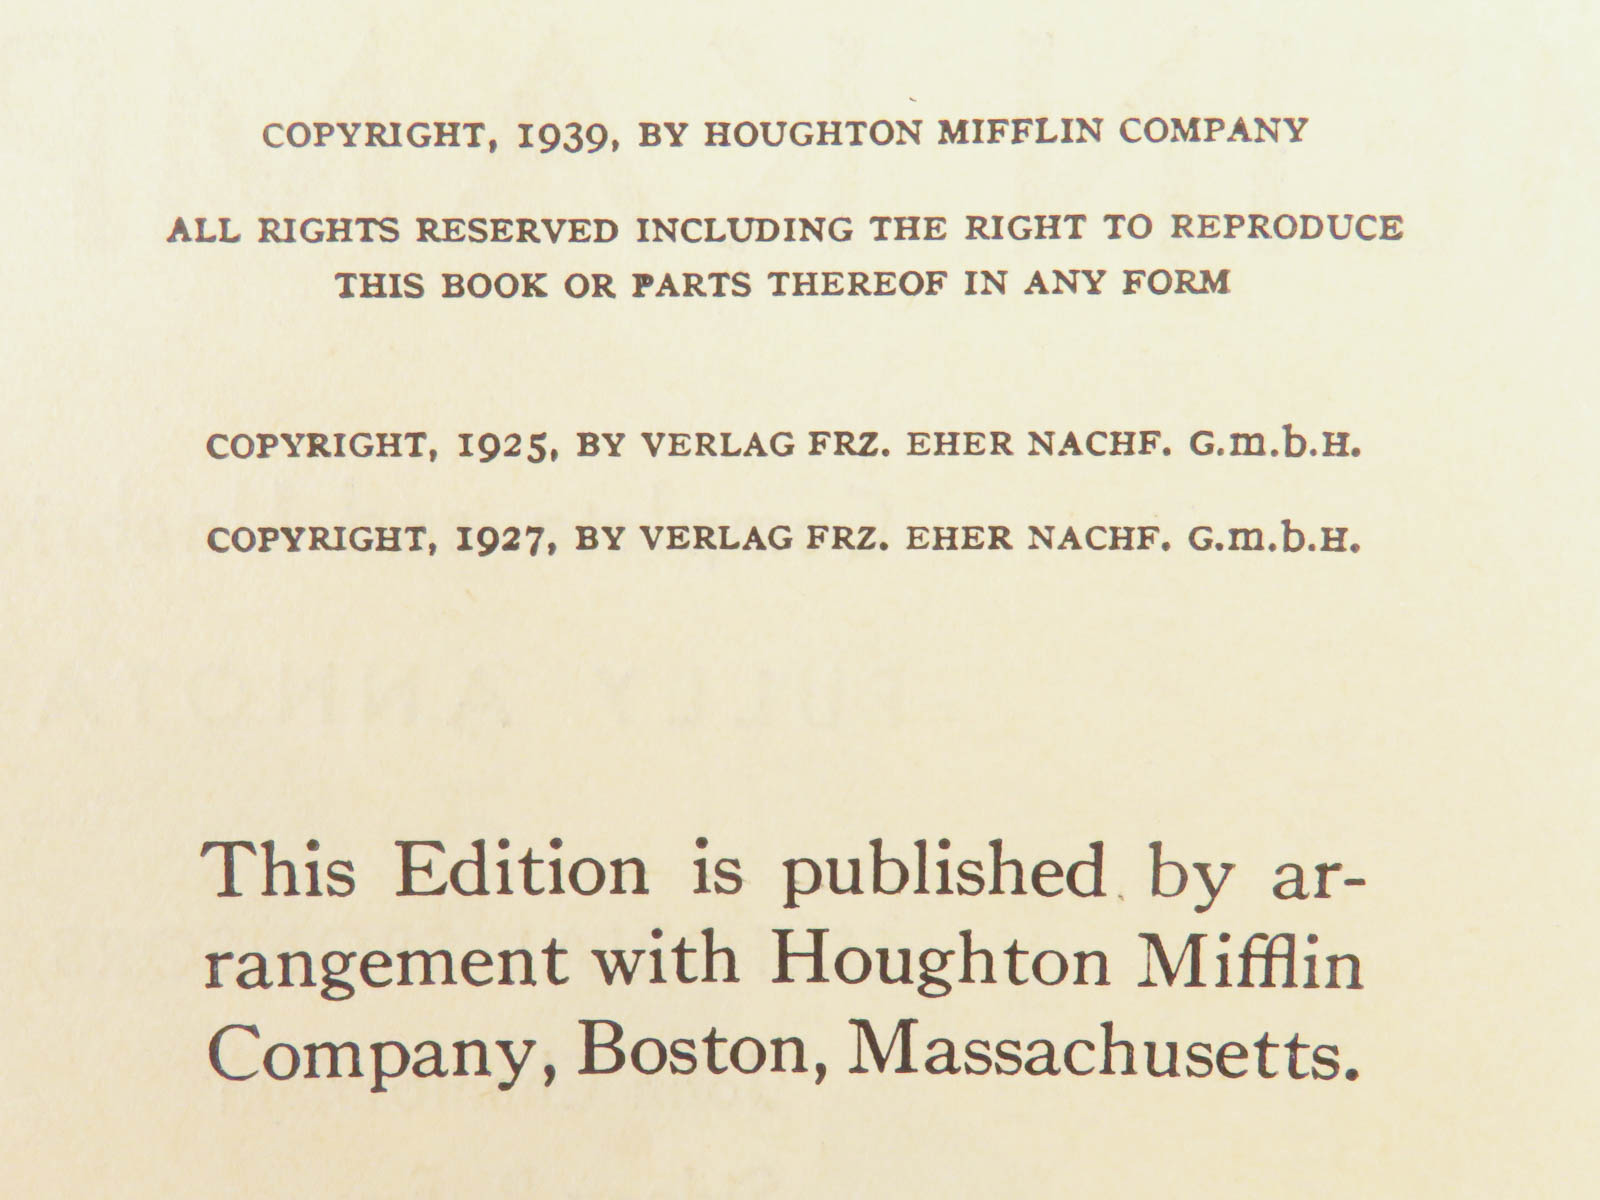 COPYRIGHT, 1939, BY HOUGHTON MIFFLIN COMPANY
ALL RIGHTS RESERVED INCLUDING THE RIGHT TO REPRODUCE
THIS BOOK OR PARTS THEREOF IN ANY FORM
COPYRIGHT, 1925, BY VERLAG FRZ. EHER NACHF. G.m.b.H.
COPYRIGHT, 1927, BY VERLAG FRZ. EHER NACHF. G.m.b.H.
This Edition is published by ar-
rangement with Houghton Mifflin
Company, Boston, Massachusetts.